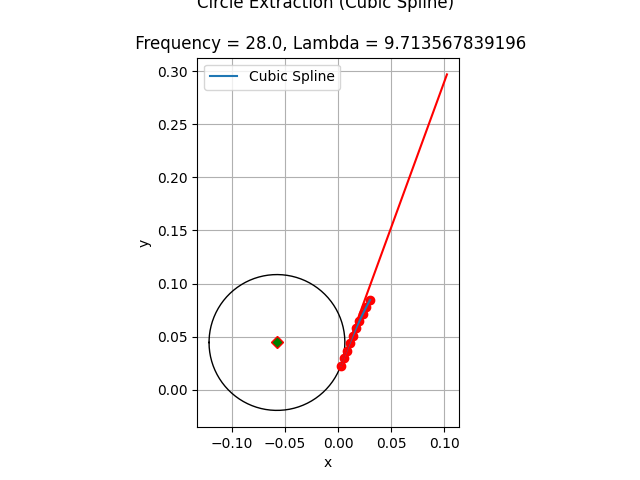 Circle Extraction (Cubic Spline)
Frequency = 28.0, Lambda = 9.713567839196
Cubic Spline
0.30
0.25
0.20
0.15
0.10
0.05
0.00
y
−0.10 −0.05 0.00 0.05 0.10
x